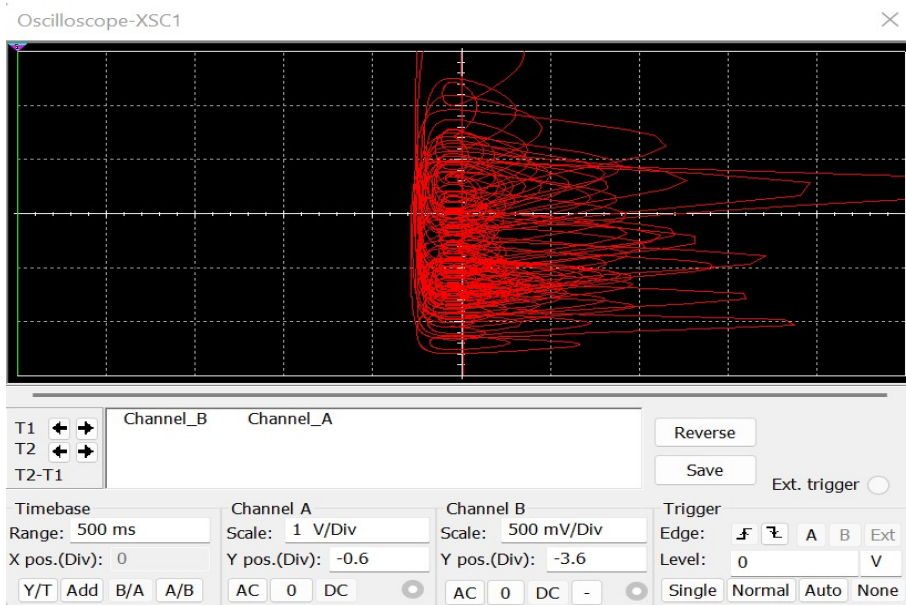 Oscilloscope-XSC1
Channel_B Channel_A
T1
T2
T2-T1
Reverse
Save
Ext. trigger
Timebase
Range: 500 ms
X pos.(Div): 0
Y/T Add B/A A/B
Channel A
Scale: 1 V/Div
Y pos.(Div): -0.6
AC 0 DC
Channel B
Scale: 500 mV/Div
Y pos.(Div): -3.6
AC 0 DC -
Trigger
Edge: A B Ext
Level: 0 V
Single Normal Auto None